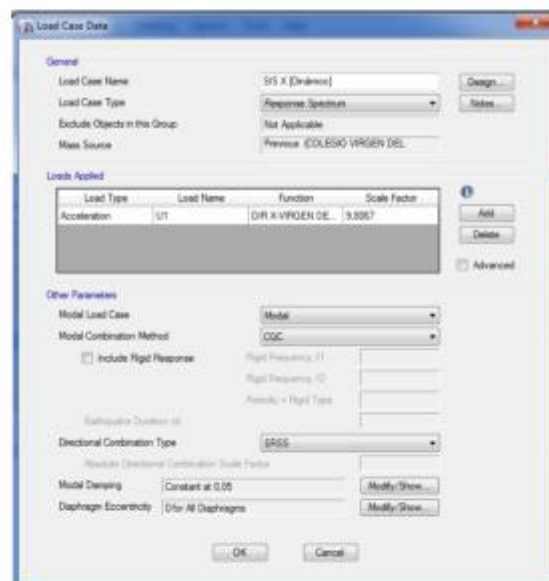 Load Case Data
General
Load Case Name SIS X [Dinámico] Design...
Load Case Type Response Spectrum Notes...
Exclude Objects in this Group Not Applicable
Mass Source Previous (COLEGIO VIRGEN DEL
Loads Applied
Load Type Load Name Function Scale Factor
Acceleration U1 DIR X-VIRGEN DE... 9.8067
Add
Delete
Advanced
Other Parameters
Modal Load Case Modal
Modal Combination Method CQC
Include Rigid Response Rigid Frequency, f1
Rigid Frequency, f2
Periodic + Rigid Type
Earthquake Duration, td
Directional Combination Type SRSS
Absolute Directional Combination Scale Factor
Modal Damping Constant at 0.05 Modify/Show...
Diaphragm Eccentricity 0 for All Diaphragms Modify/Show...
OK Cancel